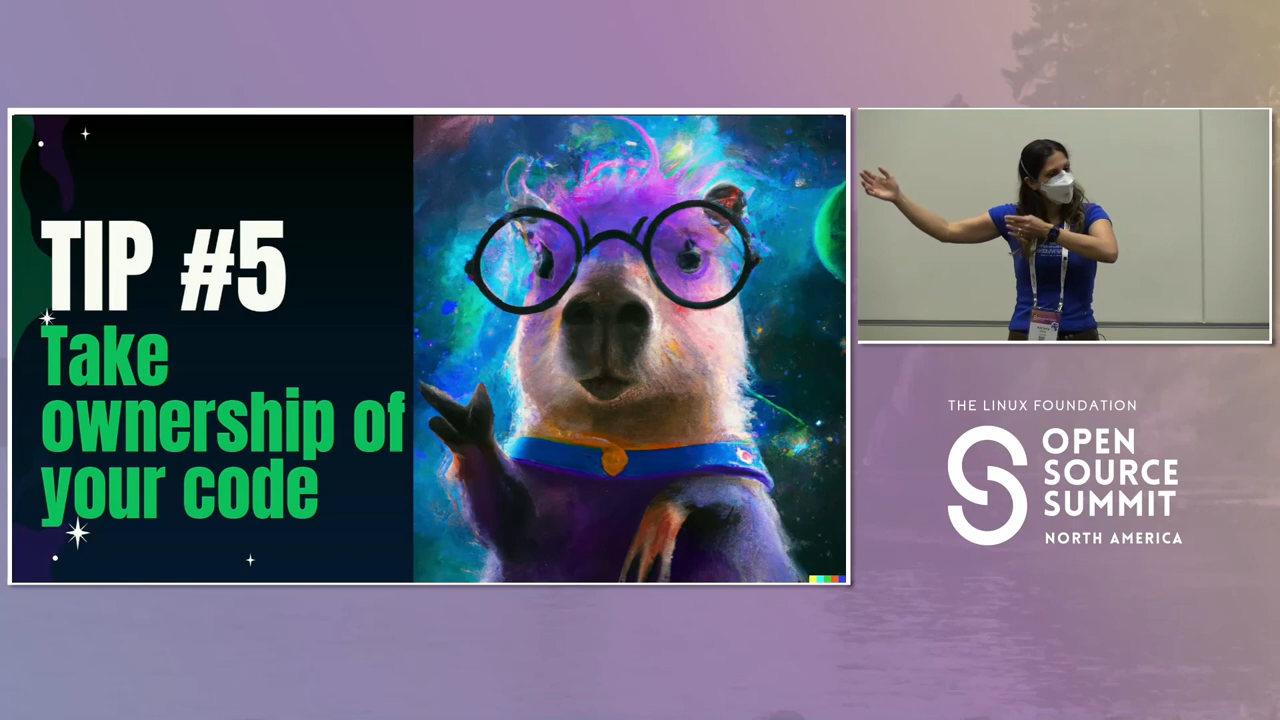 TIP #5
Take
ownership of
your code
THE LINUX FOUNDATION
OPEN
SOURCE
SUMMIT
NORTH AMERICA